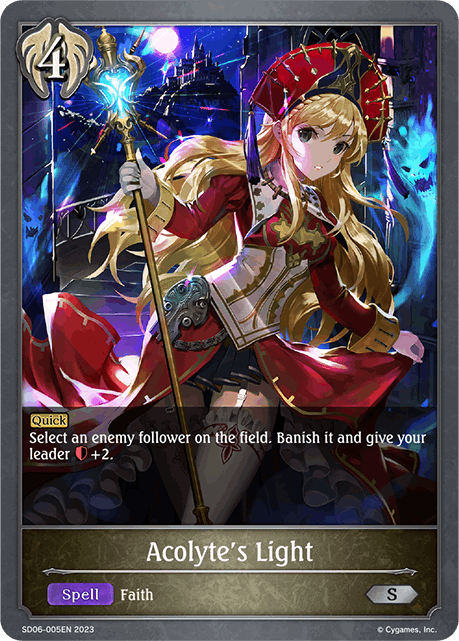 4
Quick
Select an enemy follower on the field. Banish it and give your
leader +2.
Acolyte's Light
Spell Faith S
SD06-005EN 2023 © Cygames, Inc.